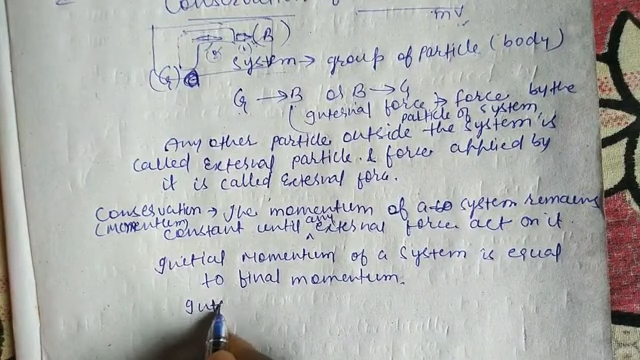 Conservation of
mv
(B)
(G)
System → group of particle (body)
G → B or B → G
Internal force → force by the
particle of system
Any other particle outside the system is
called External particle & force applied by
it is called External force.
Conservation → The momentum of a system remains
(Momentum) constant until any external force act on it.
Initial momentum of a system is equal
to final momentum.
Init